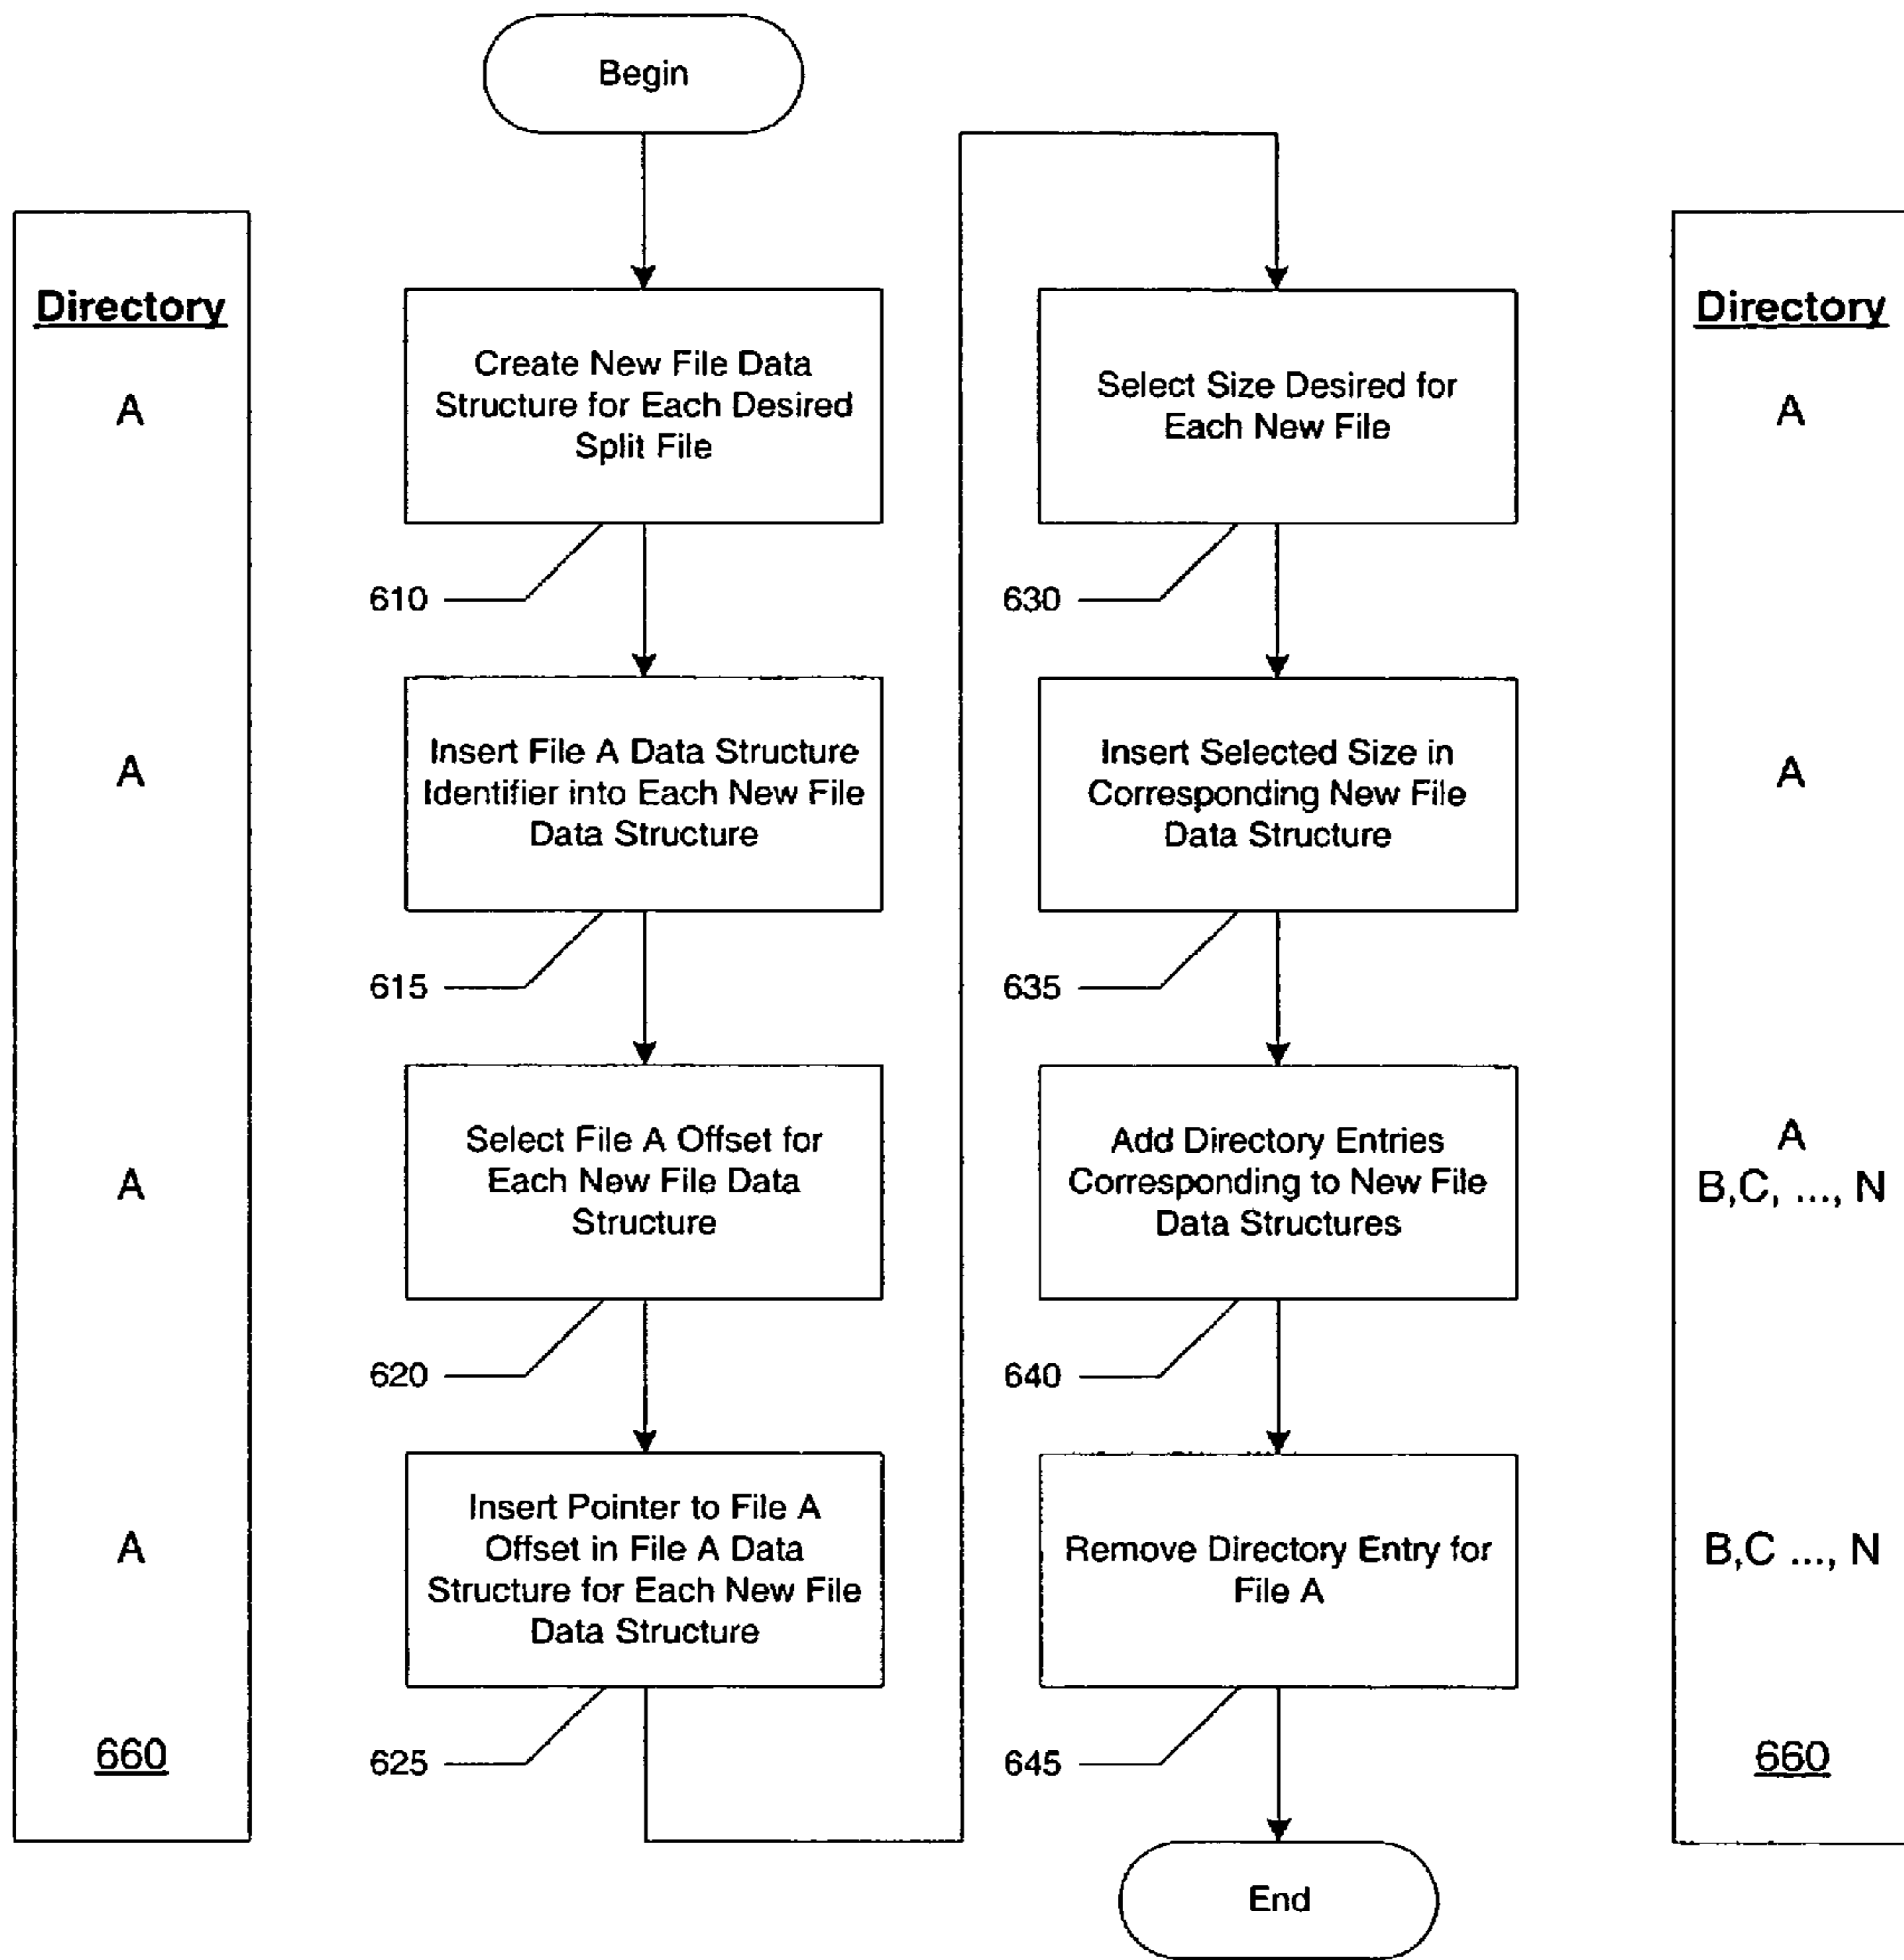 Begin
Directory
A
A
A
A
660
Create New File Data
Structure for Each Desired
Split File
610
Insert File A Data Structure
Identifier into Each New File
Data Structure
615
Select File A Offset for
Each New File Data
Structure
620
Insert Pointer to File A
Offset in File A Data
Structure for Each New File
Data Structure
625
Select Size Desired for
Each New File
630
Insert Selected Size in
Corresponding New File
Data Structure
635
Add Directory Entries
Corresponding to New File
Data Structures
640
Remove Directory Entry for
File A
645
End
Directory
A
A
A
B,C, ..., N
B,C ..., N
660